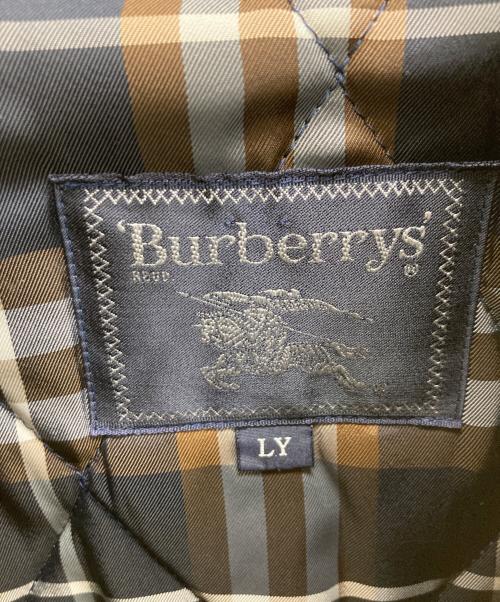 'Burberrys'
REGD. ®
LY